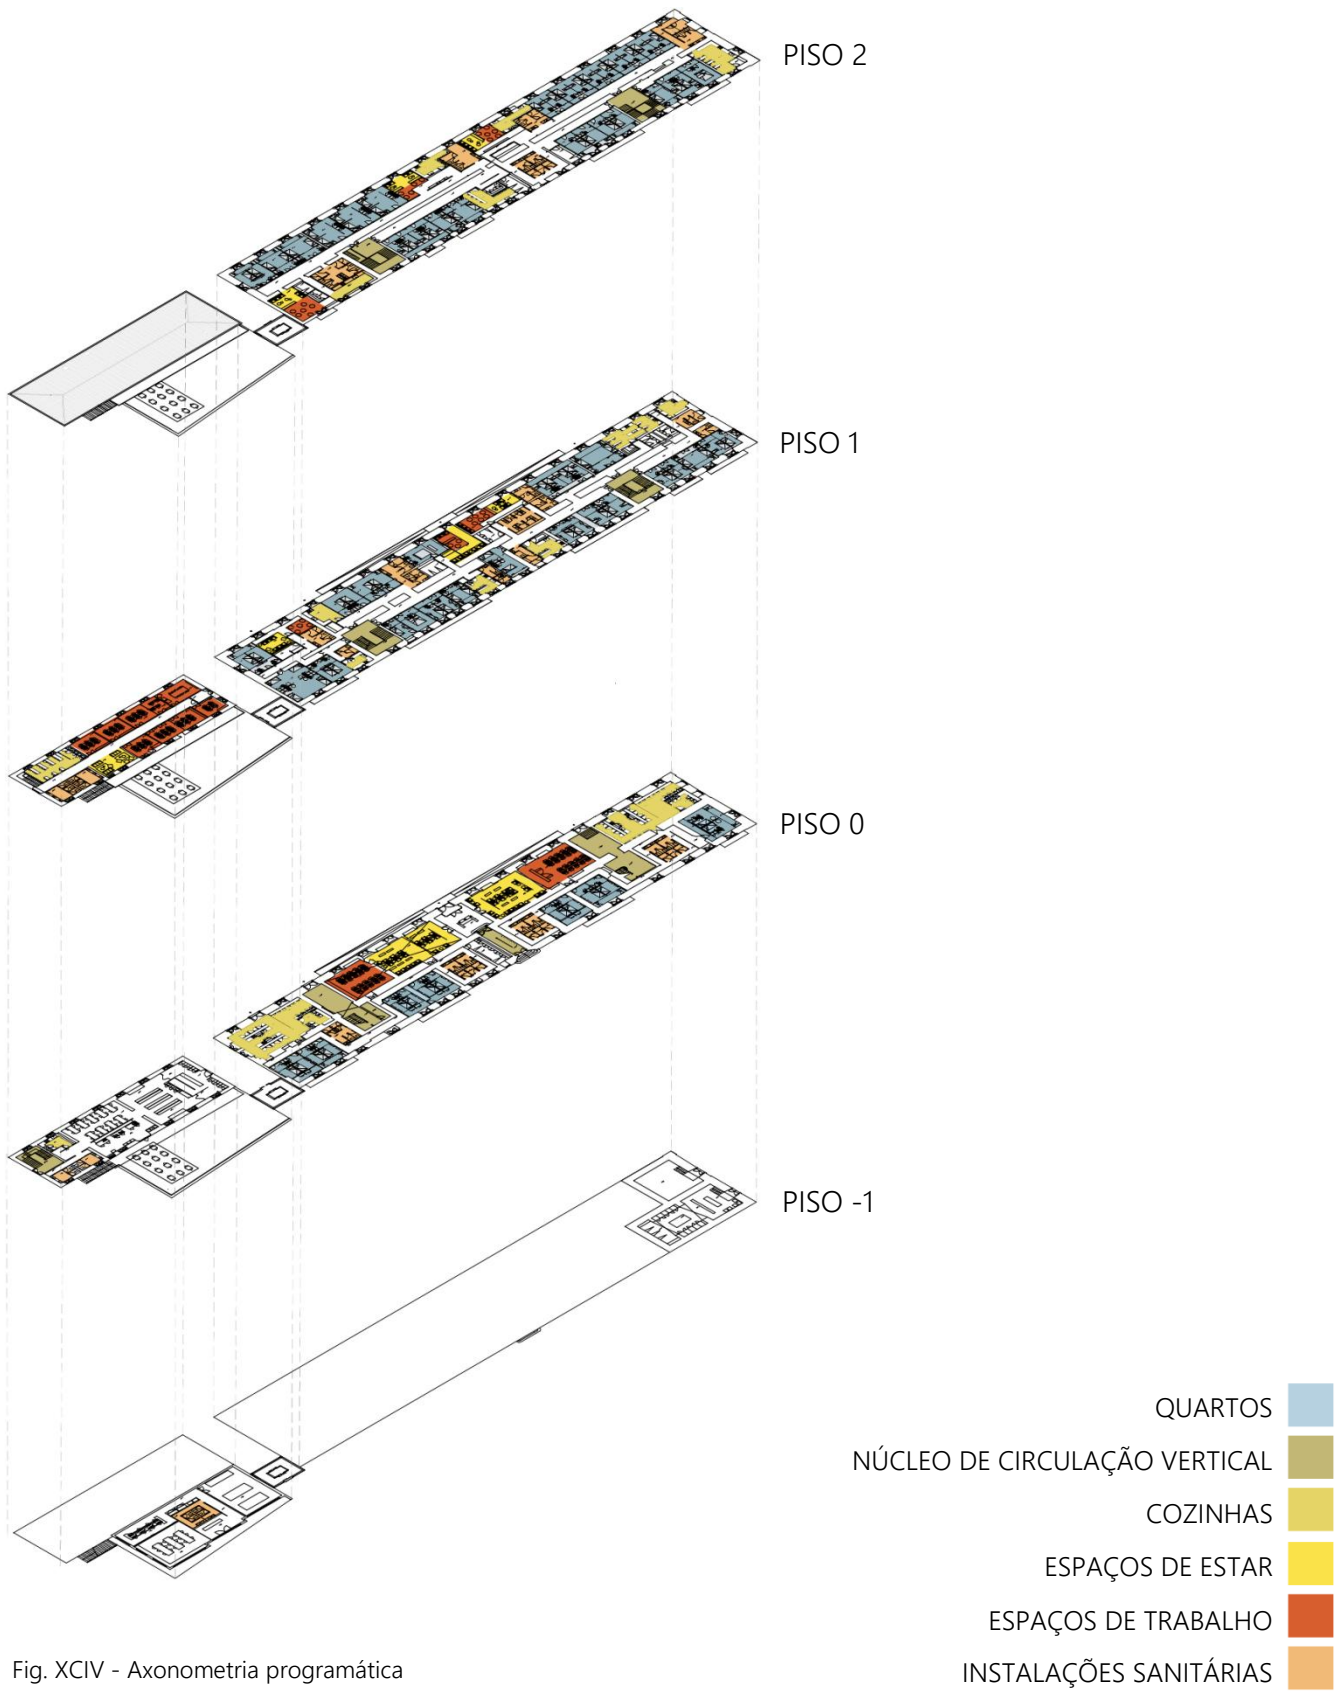 PISO 2
PISO 1
PISO 0
PISO -1
QUARTOS
NÚCLEO DE CIRCULAÇÃO VERTICAL
COZINHAS
ESPAÇOS DE ESTAR
ESPAÇOS DE TRABALHO
INSTALAÇÕES SANITÁRIAS
Fig. XCIV - Axonometria programática